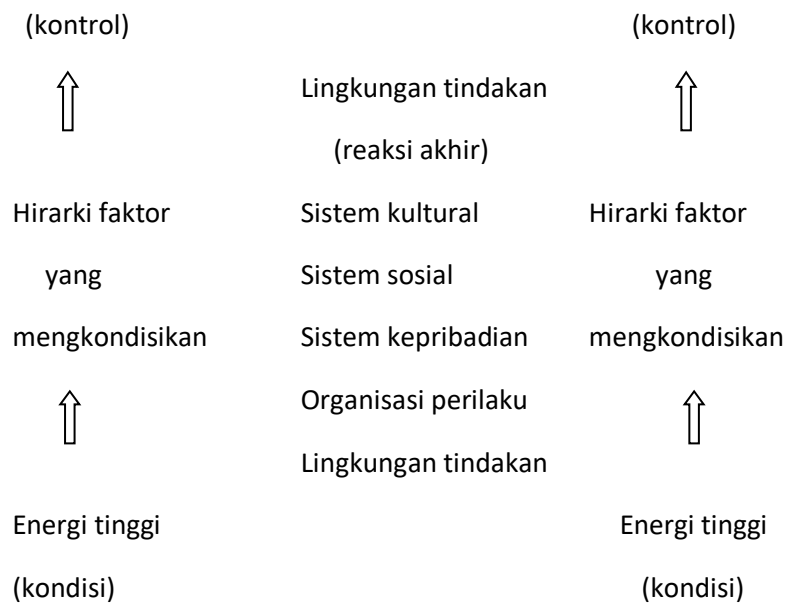 (kontrol) (kontrol)
Lingkungan tindakan
(reaksi akhir)
Hirarki faktor Sistem kultural Hirarki faktor
yang Sistem sosial yang
mengkondisikan Sistem kepribadian mengkondisikan
Organisasi perilaku
Lingkungan tindakan
Energi tinggi Energi tinggi
(kondisi) (kondisi)